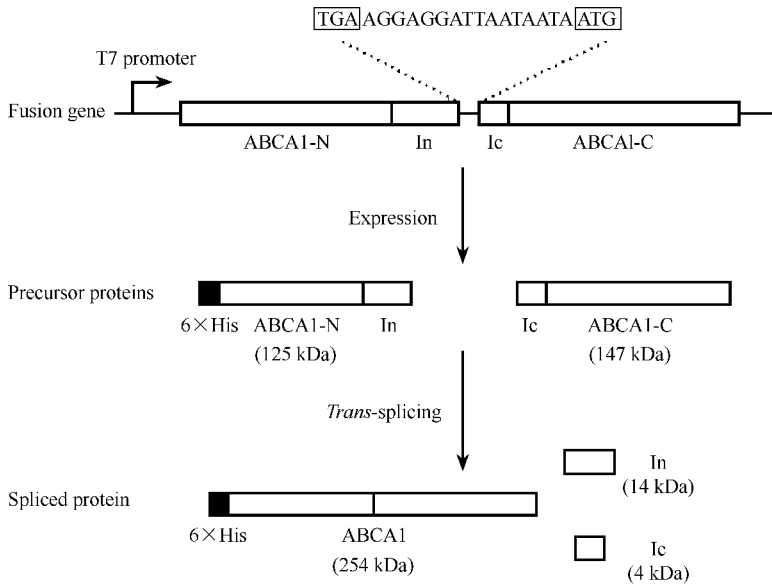 TGA AGGAGGATTAATAATA ATG
T7 promoter
Fusion gene
ABCA1-N In Ic ABCAl-C
Expression
Precursor proteins
6×His ABCA1-N In Ic ABCA1-C
(125 kDa) (147 kDa)
Trans-splicing
In
(14 kDa)
Spliced protein
6×His ABCA1
(254 kDa)
Ic
(4 kDa)